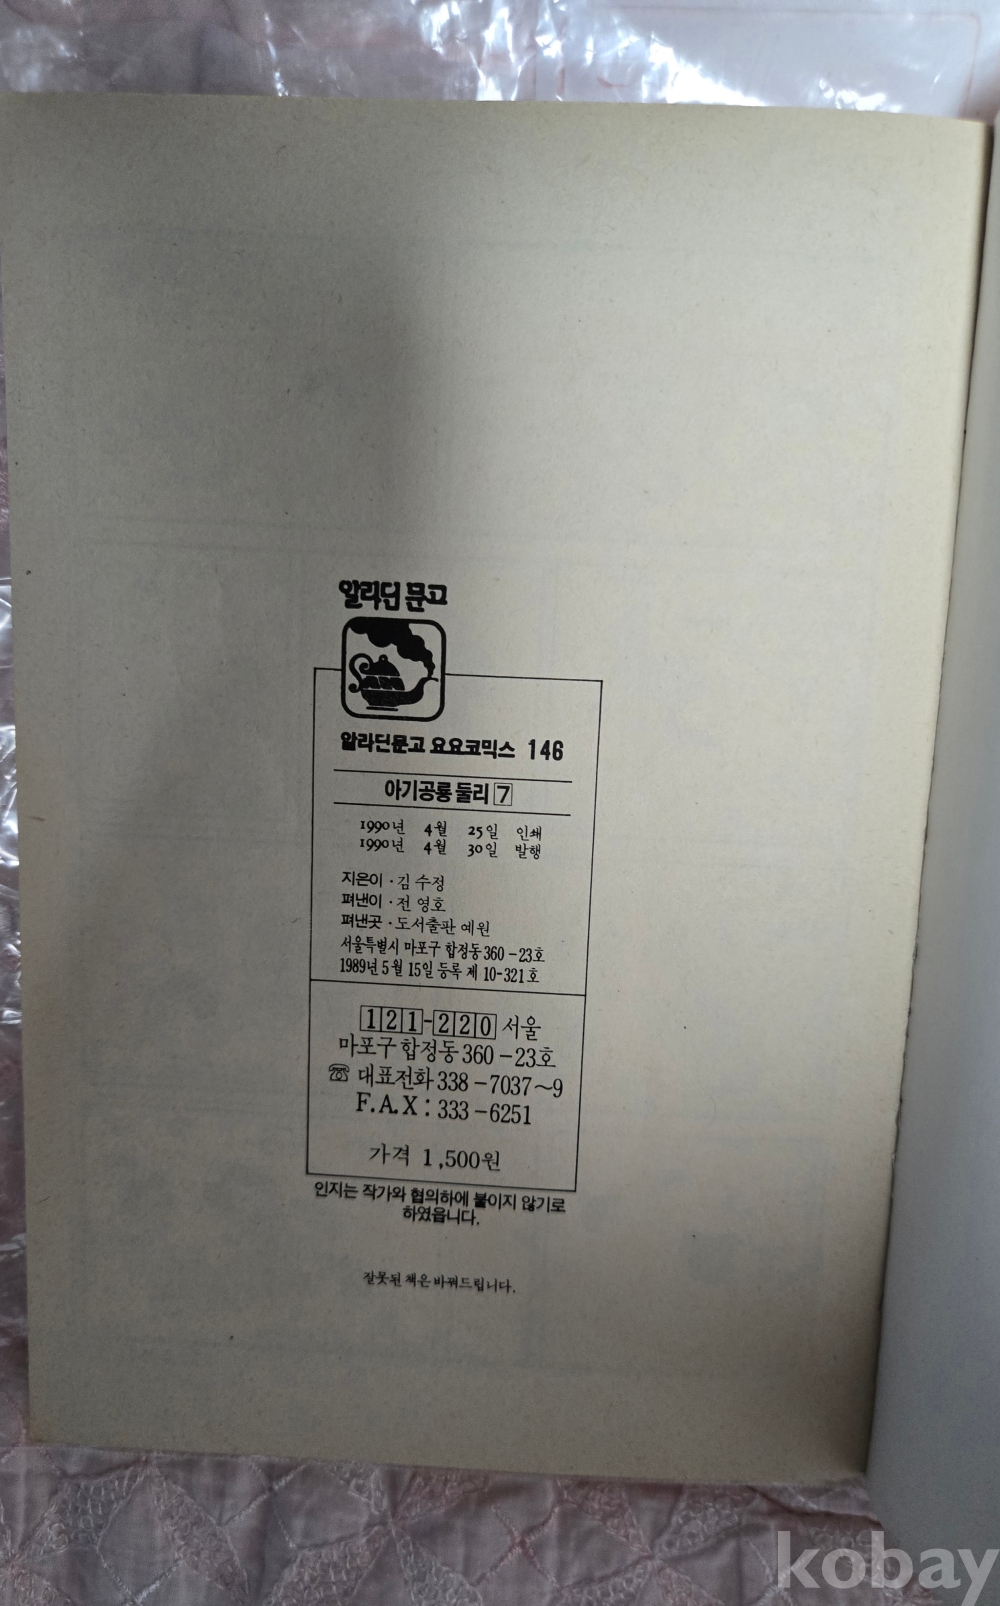 알라딘 문고
알라딘문고 요요코믹스 146
아기공룡 둘리 7
1990년 4월 25일 인쇄
1990년 4월 30일 발행
지은이 · 김 수정
펴낸이 · 전 영호
펴낸곳 · 도서출판 예원
서울특별시 마포구 합정동 360-23호
1989년 5월 15일 등록 제 10-321호
121-220 서울
마포구 합정동 360-23호
☎ 대표전화 338-7037~9
F.A.X : 333-6251
가격 1,500원
인지는 작가와 협의하에 붙이지 않기로
하였읍니다.
잘못된 책은 바꿔드립니다.
kobay